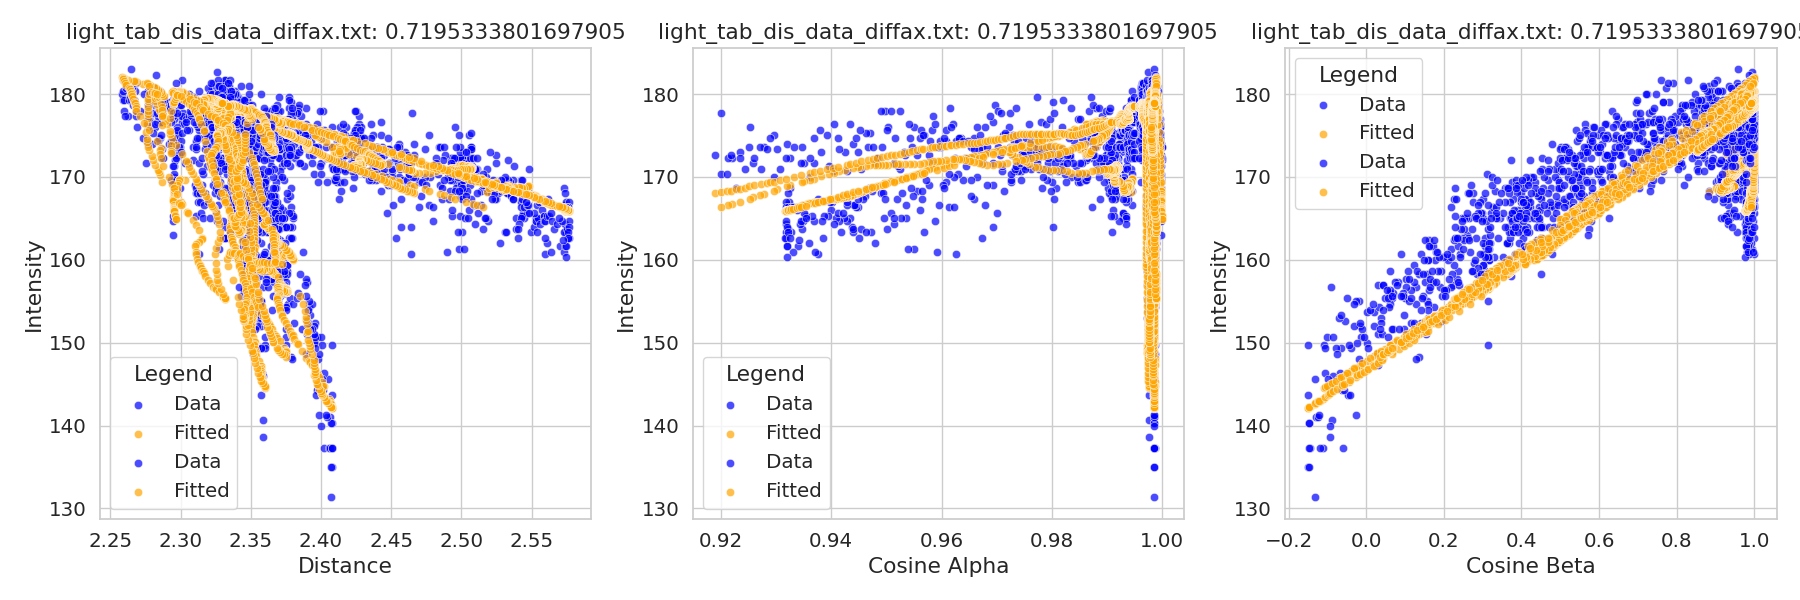 light_tab_dis_data_diffax.txt: 0.7195333801697905
Intensity
180
170
160
150
140
130
Legend
Data
Fitted
Data
Fitted
2.25 2.30 2.35 2.40 2.45 2.50 2.55
Distance
light_tab_dis_data_diffax.txt: 0.7195333801697905
Intensity
180
170
160
150
140
130
Legend
Data
Fitted
Data
Fitted
0.92 0.94 0.96 0.98 1.00
Cosine Alpha
light_tab_dis_data_diffax.txt: 0.7195333801697905
Intensity
180
170
160
150
140
130
Legend
Data
Fitted
Data
Fitted
−0.2 0.0 0.2 0.4 0.6 0.8 1.0
Cosine Beta